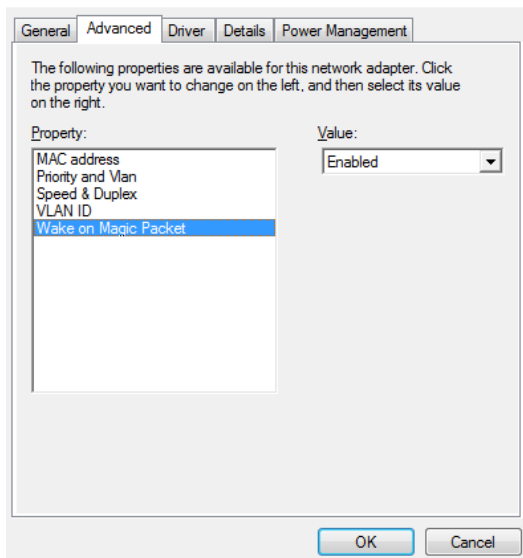 General Advanced Driver Details Power Management
The following properties are available for this network adapter. Click
the property you want to change on the left, and then select its value
on the right.
Property: Value:
MAC address Enabled
Priority and Vlan
Speed & Duplex
VLAN ID
Wake on Magic Packet
OK Cancel